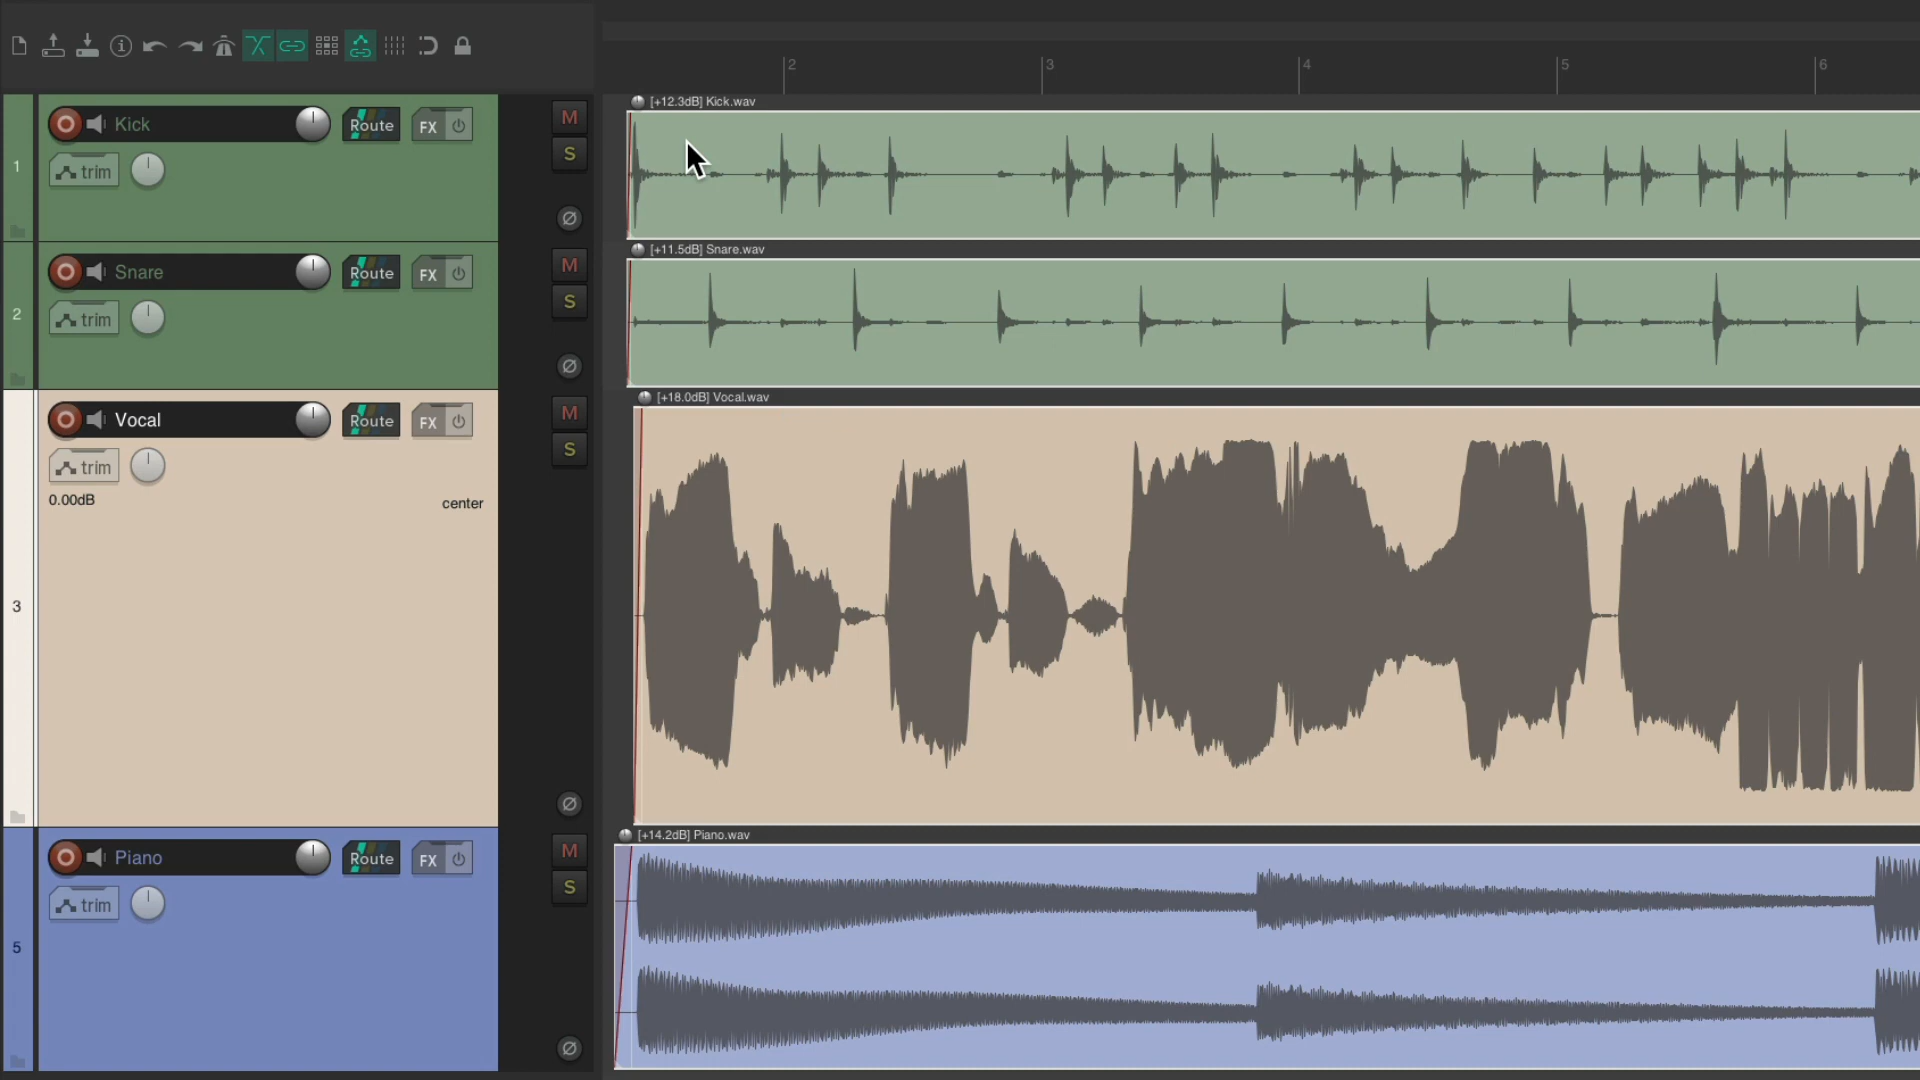 2 3 4 5 6
1
Kick
Route
FX
M
S
trim
[+12.3dB] Kick.wav
2
Snare
Route
FX
M
S
trim
[+11.5dB] Snare.wav
3
Vocal
Route
FX
M
S
trim
0.00dB
center
[+18.0dB] Vocal.wav
5
Piano
Route
FX
M
S
trim
[+14.2dB] Piano.wav